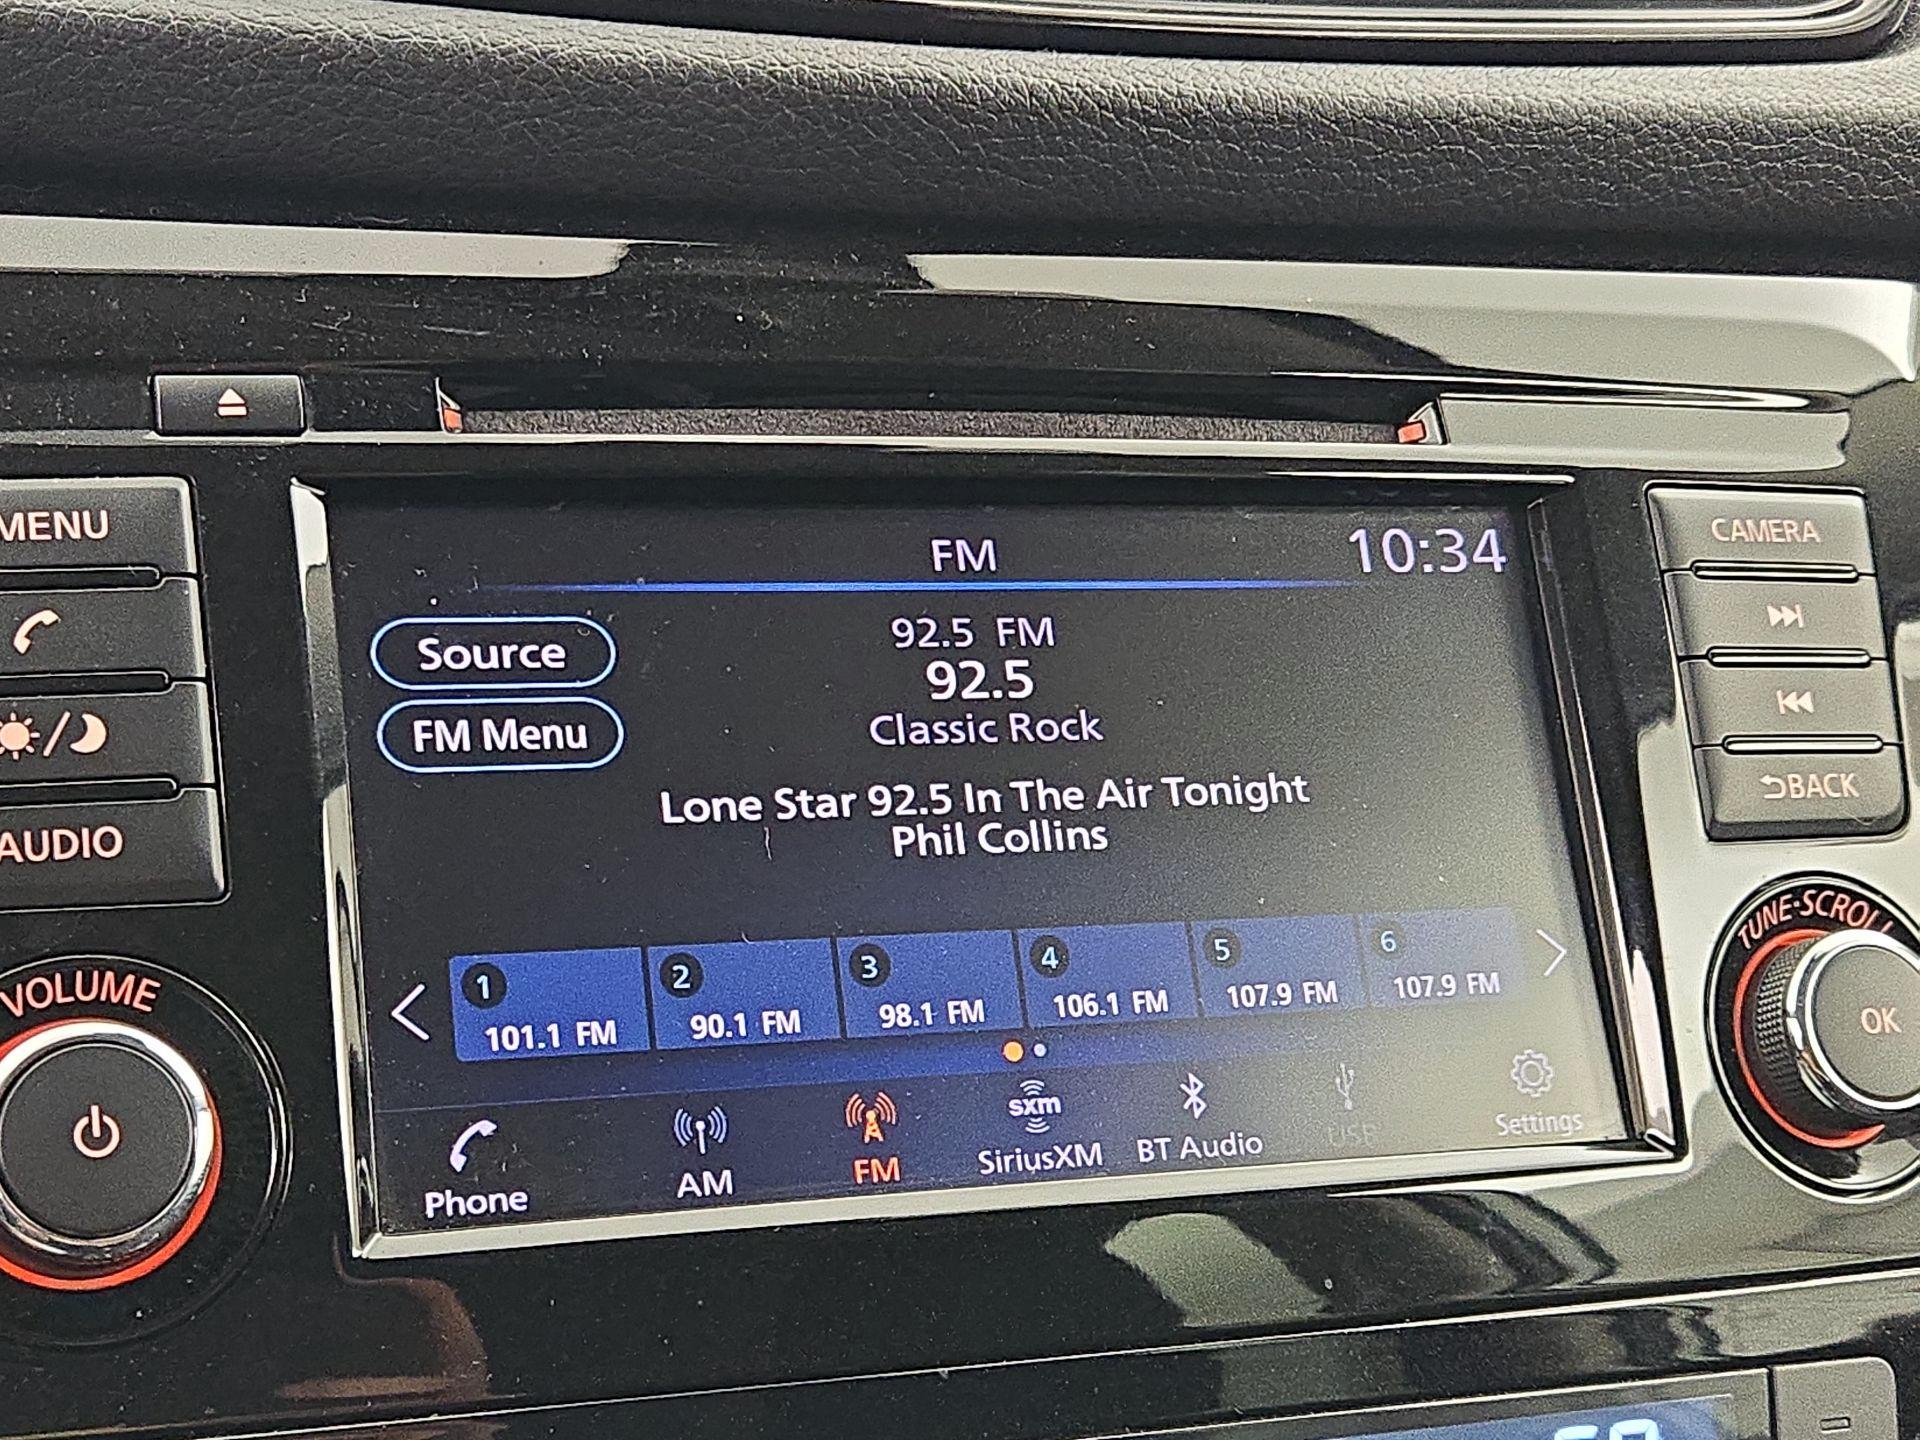 MENU
AUDIO
VOLUME
FM
10:34
Source
FM Menu
92.5 FM
92.5
Classic Rock
Lone Star 92.5 In The Air Tonight
Phil Collins
1
101.1 FM
2
90.1 FM
3
98.1 FM
4
106.1 FM
5
107.9 FM
6
107.9 FM
Phone
AM
FM
sxm
SiriusXM
BT Audio
USB
Settings
CAMERA
BACK
TUNE·SCROLL
OK